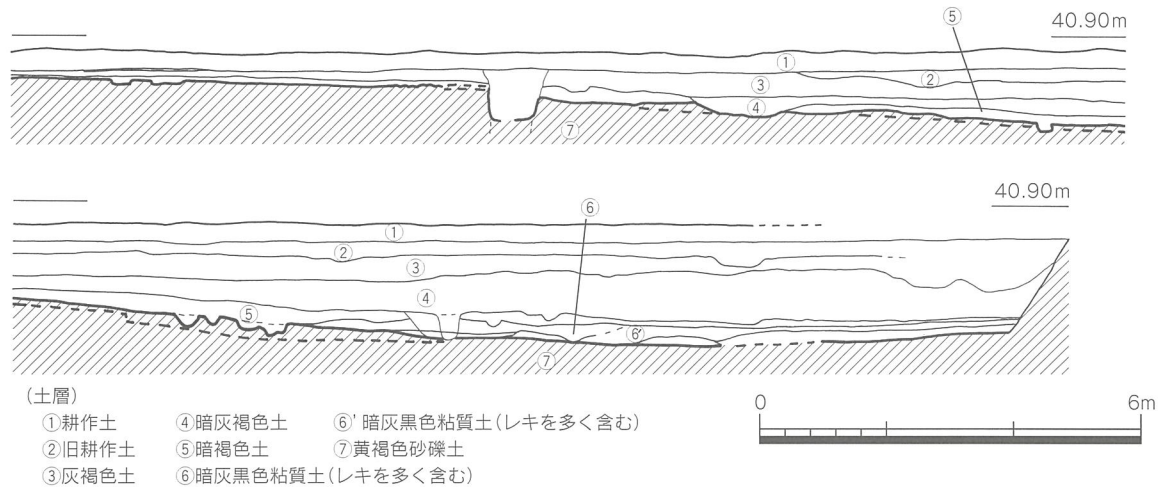 ⑤
40.90m
①
②
③
④
⑦
⑥
40.90m
①
②
③
④
⑤
⑥'
⑦
(土層)
①耕作土 ④暗灰褐色土 ⑥' 暗灰黒色粘質土(レキを多く含む)
②旧耕作土 ⑤暗褐色土 ⑦黄褐色砂礫土
③灰褐色土 ⑥暗灰黒色粘質土(レキを多く含む)
0 6m